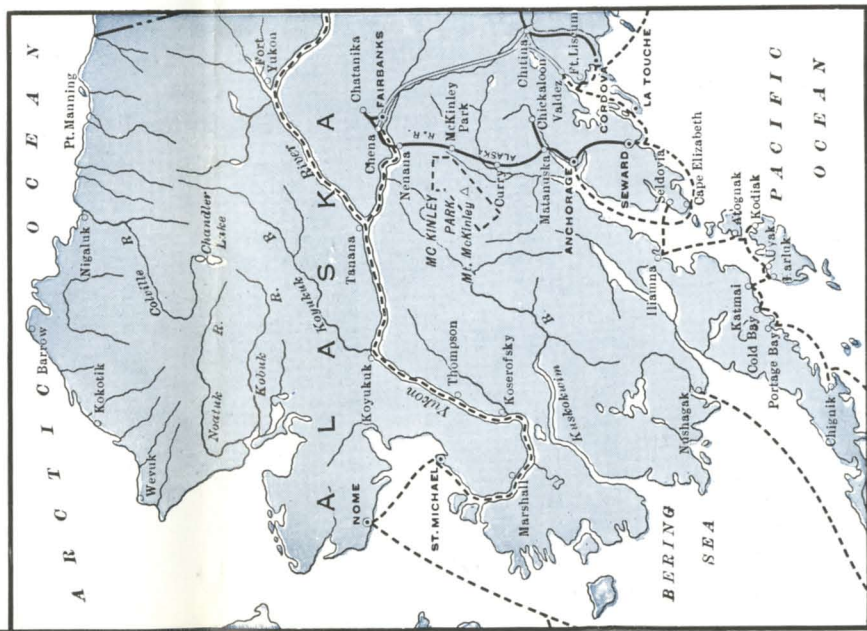 ARCTIC OCEAN
Barrow
Pt. Manning
Kokotik
Nigaluk
Wevuk
Colville R.
Chandler
Lake
Noatuk R.
Kobuk R.
Koyukuk R.
Fort
Yukon
River
ALASKA
Chatanika
FAIRBANKS
Chena
Nenana
Tanana
Koyukuk
NOME
ST. MICHAEL
Yukon
Thompson
Koserofsky
Marshall
Kuskokwim R.
MC KINLEY
PARK
Mt. McKinley
McKinley
Park
ALASKA R. R.
Curry
Matanuska
Chickaloon
Chitina
Valdez
Ft. Liscum
CORDOVA
LA TOUCHE
ANCHORAGE
SEWARD
Seldovia
Cape Elizabeth
Iliamna
Nushagak
Afognak
Kodiak
Uyak
Karluk
Katmai
Cold Bay
Portage Bay
Chignik
BERING
SEA
PACIFIC
OCEAN